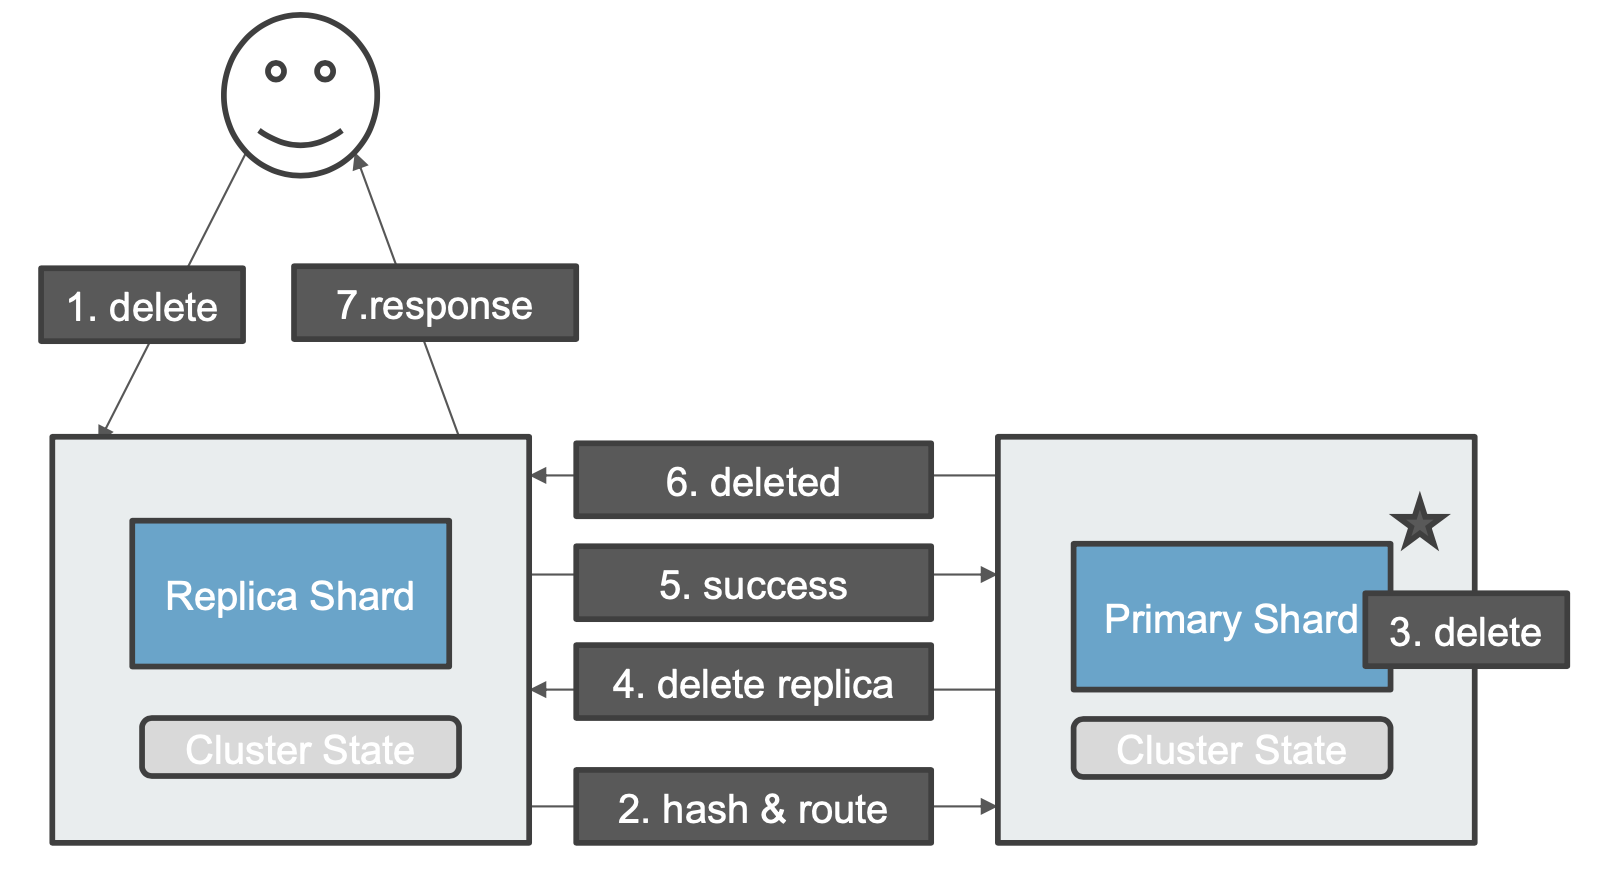 1. delete
7.response
6. deleted
Replica Shard
5. success
Primary Shard
3. delete
4. delete replica
Cluster State
Cluster State
2. hash & route